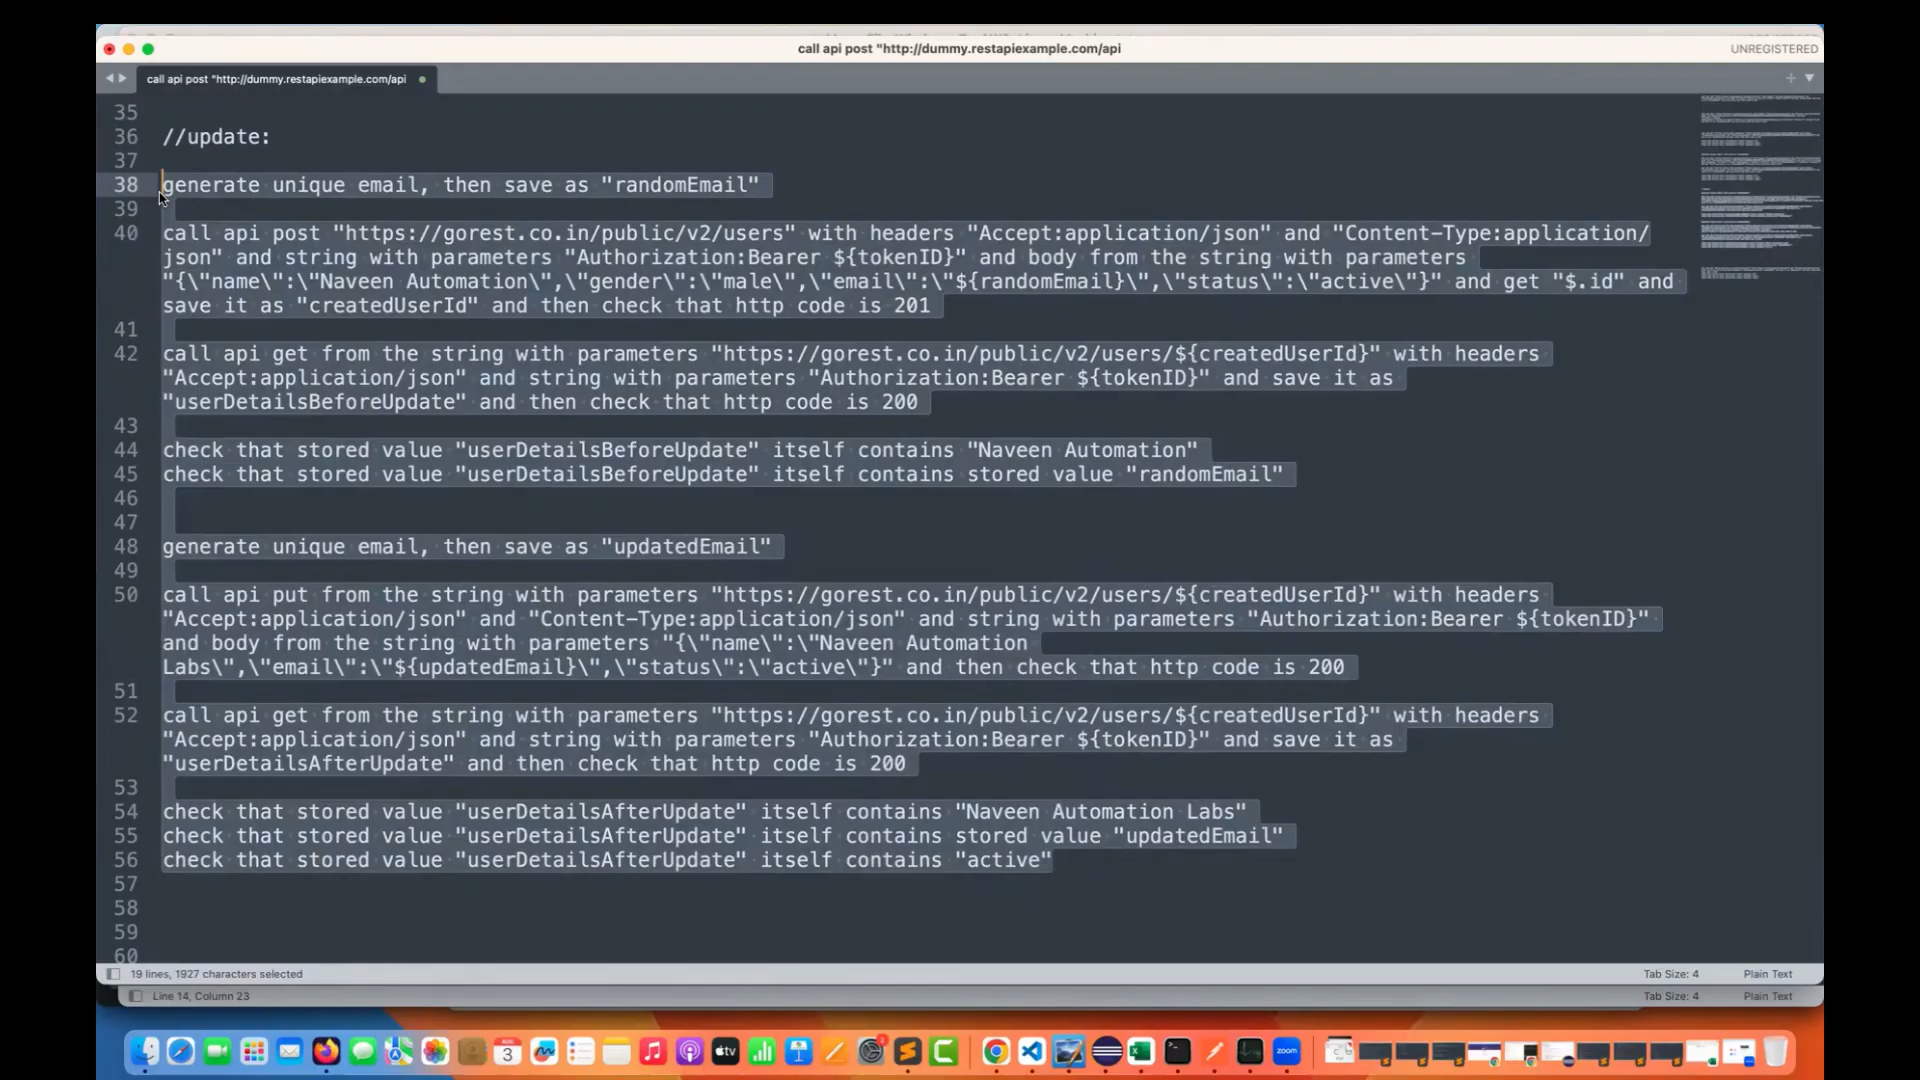 call api post "http://dummy.restapiexample.com/api
UNREGISTERED
call api post "http://dummy.restapiexample.com/api
35
36 //update:
37
38 generate unique email, then save as "randomEmail"
39
40 call api post "https://gorest.co.in/public/v2/users" with headers "Accept:application/json" and "Content-Type:application/
json" and string with parameters "Authorization:Bearer ${tokenID}" and body from the string with parameters
"{\"name\":\"Naveen Automation\",\"gender\":\"male\",\"email\":\"${randomEmail}\",\"status\":\"active\"}" and get "$.id" and
save it as "createdUserId" and then check that http code is 201
41
42 call api get from the string with parameters "https://gorest.co.in/public/v2/users/${createdUserId}" with headers
"Accept:application/json" and string with parameters "Authorization:Bearer ${tokenID}" and save it as
"userDetailsBeforeUpdate" and then check that http code is 200
43
44 check that stored value "userDetailsBeforeUpdate" itself contains "Naveen Automation"
45 check that stored value "userDetailsBeforeUpdate" itself contains stored value "randomEmail"
46
47
48 generate unique email, then save as "updatedEmail"
49
50 call api put from the string with parameters "https://gorest.co.in/public/v2/users/${createdUserId}" with headers
"Accept:application/json" and "Content-Type:application/json" and string with parameters "Authorization:Bearer ${tokenID}"
and body from the string with parameters "{\"name\":\"Naveen Automation
Labs\",\"email\":\"${updatedEmail}\",\"status\":\"active\"}" and then check that http code is 200
51
52 call api get from the string with parameters "https://gorest.co.in/public/v2/users/${createdUserId}" with headers
"Accept:application/json" and string with parameters "Authorization:Bearer ${tokenID}" and save it as
"userDetailsAfterUpdate" and then check that http code is 200
53
54 check that stored value "userDetailsAfterUpdate" itself contains "Naveen Automation Labs"
55 check that stored value "userDetailsAfterUpdate" itself contains stored value "updatedEmail"
56 check that stored value "userDetailsAfterUpdate" itself contains "active"
57
58
59
60
19 lines, 1927 characters selected
Tab Size: 4
Plain Text
Line 14, Column 23
Tab Size: 4
Plain Text
3
tv
zoom